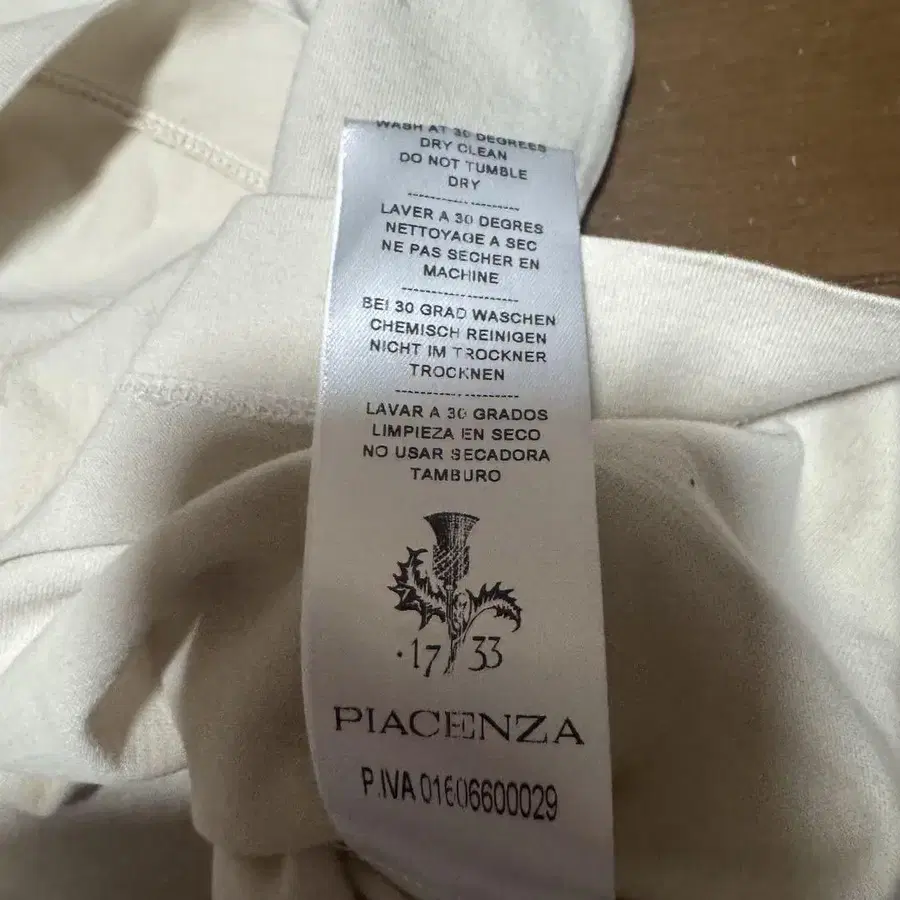 WASH AT 30 DEGREES
DRY CLEAN
DO NOT TUMBLE
DRY
LAVER A 30 DEGRES
NETTOYAGE A SEC
NE PAS SECHER EN
MACHINE
BEI 30 GRAD WASCHEN
CHEMISCH REINIGEN
NICHT IM TROCKNER
TROCKNEN
LAVAR A 30 GRADOS
LIMPIEZA EN SECO
NO USAR SECADORA
TAMBURO
·17 33
PIACENZA
P.IVA 01606600029